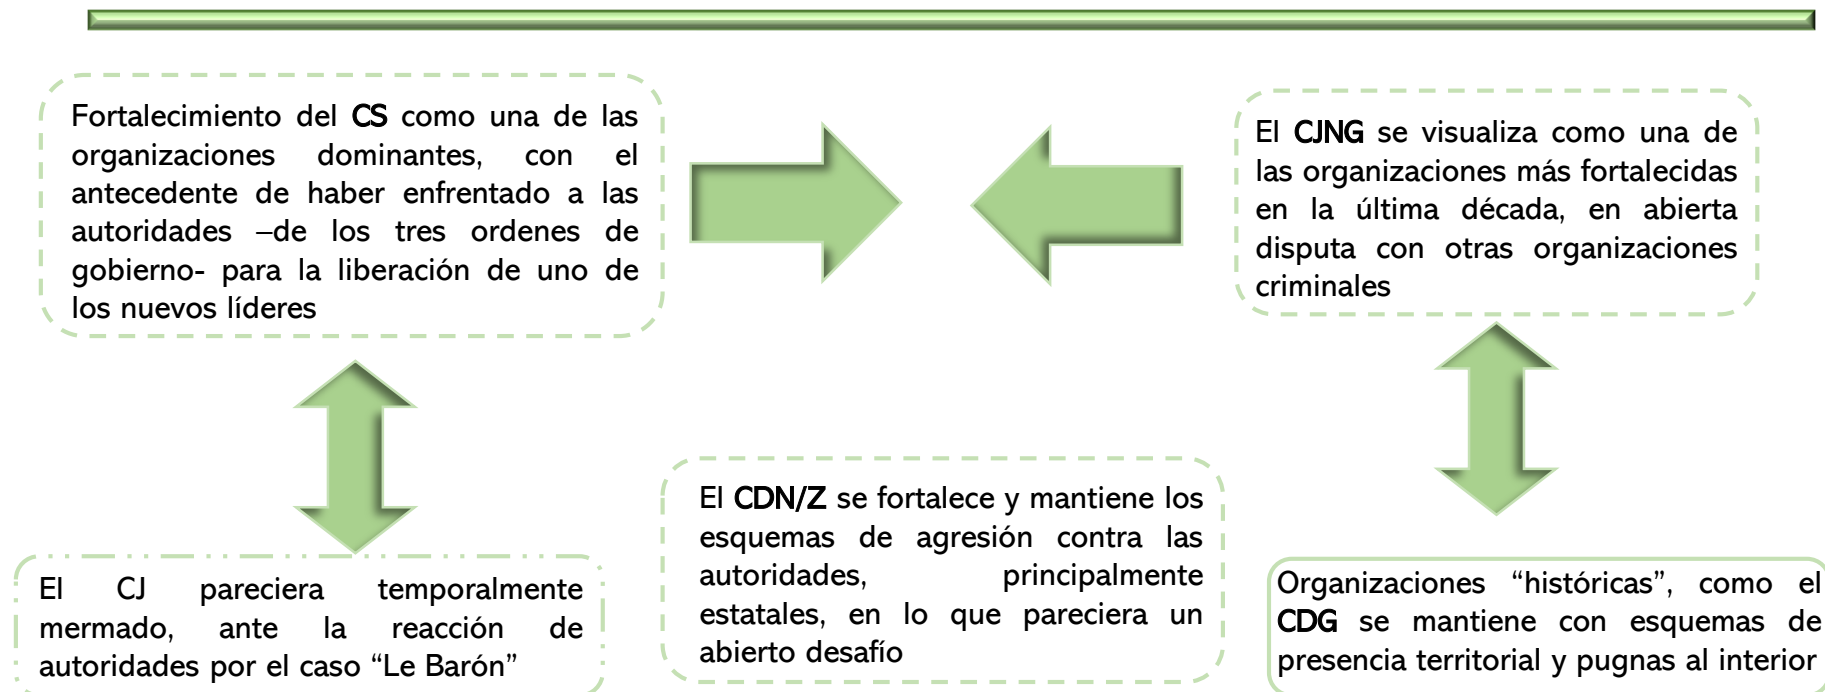 Fortalecimiento del CS como una de las
organizaciones dominantes, con el
antecedente de haber enfrentado a las
autoridades –de los tres ordenes de
gobierno- para la liberación de uno de
los nuevos líderes
El CJNG se visualiza como una de
las organizaciones más fortalecidas
en la última década, en abierta
disputa con otras organizaciones
criminales
El CJ pareciera temporalmente
mermado, ante la reacción de
autoridades por el caso “Le Barón”
El CDN/Z se fortalece y mantiene los
esquemas de agresión contra las
autoridades, principalmente
estatales, en lo que pareciera un
abierto desafío
Organizaciones “históricas”, como el
CDG se mantiene con esquemas de
presencia territorial y pugnas al interior